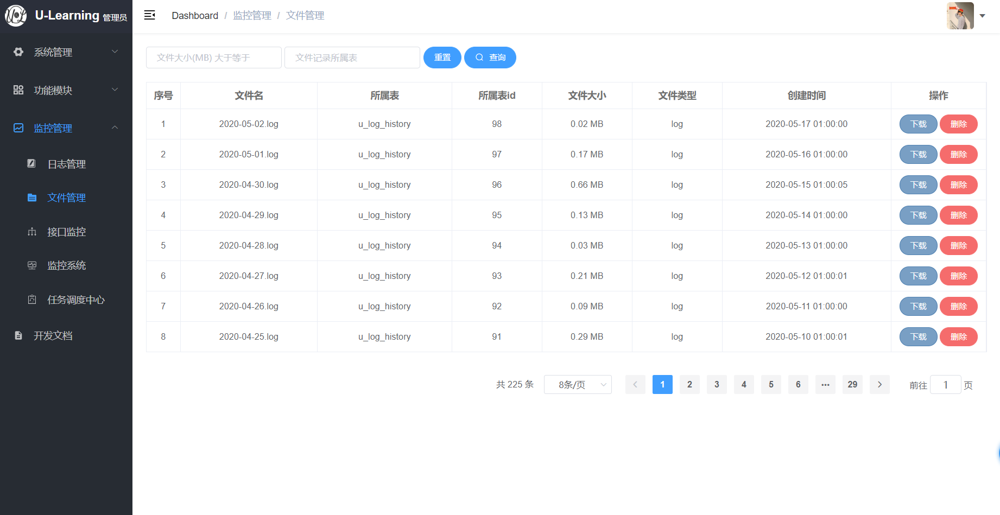 U-Learning 管理员
系统管理
功能模块
监控管理
日志管理
文件管理
接口监控
监控系统
任务调度中心
开发文档
Dashboard / 监控管理 / 文件管理
文件大小(MB) 大于等于 文件记录所属表 重置 查询
序号 文件名 所属表 所属表id 文件大小 文件类型 创建时间 操作
1 2020-05-02.log u_log_history 98 0.02 MB log 2020-05-17 01:00:00 下载 删除
2 2020-05-01.log u_log_history 97 0.17 MB log 2020-05-16 01:00:00 下载 删除
3 2020-04-30.log u_log_history 96 0.66 MB log 2020-05-15 01:00:05 下载 删除
4 2020-04-29.log u_log_history 95 0.13 MB log 2020-05-14 01:00:00 下载 删除
5 2020-04-28.log u_log_history 94 0.03 MB log 2020-05-13 01:00:00 下载 删除
6 2020-04-27.log u_log_history 93 0.21 MB log 2020-05-12 01:00:01 下载 删除
7 2020-04-26.log u_log_history 92 0.09 MB log 2020-05-11 01:00:00 下载 删除
8 2020-04-25.log u_log_history 91 0.29 MB log 2020-05-10 01:00:01 下载 删除
共 225 条 8条/页 1 2 3 4 5 6 ··· 29 前往 1 页